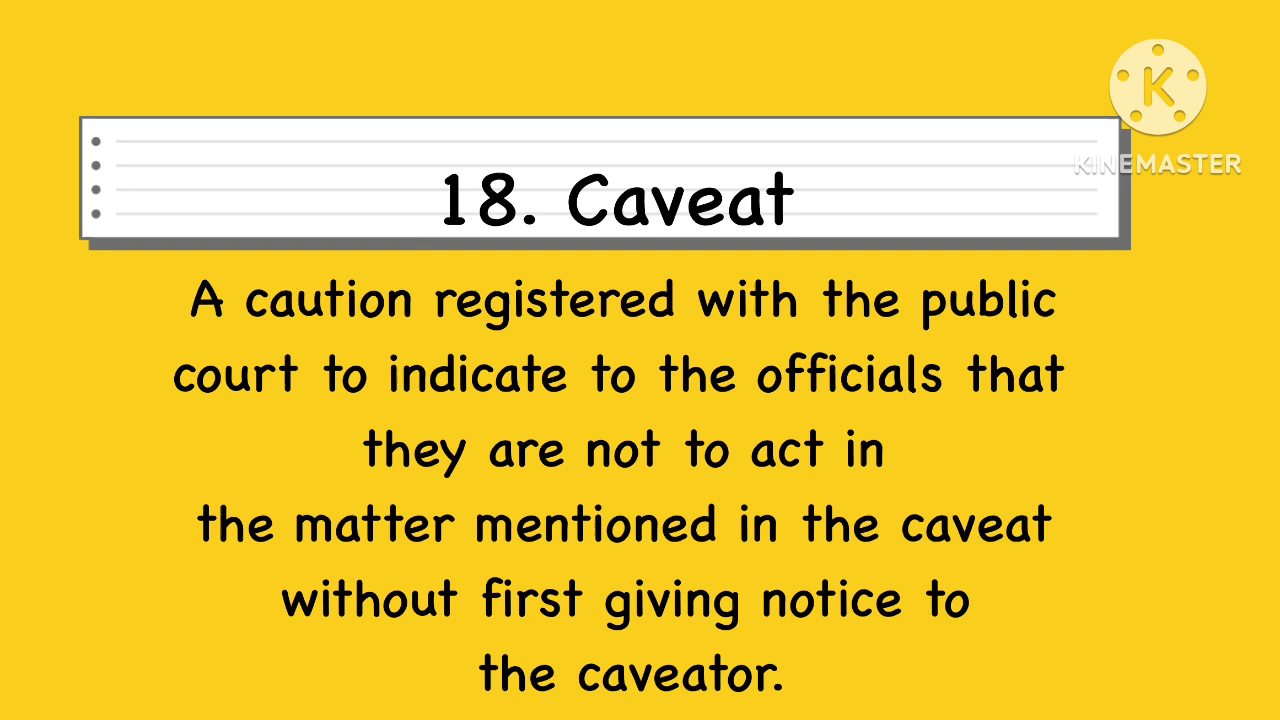 K
KINEMASTER
18. Caveat
A caution registered with the public
court to indicate to the officials that
they are not to act in
the matter mentioned in the caveat
without first giving notice to
the caveator.